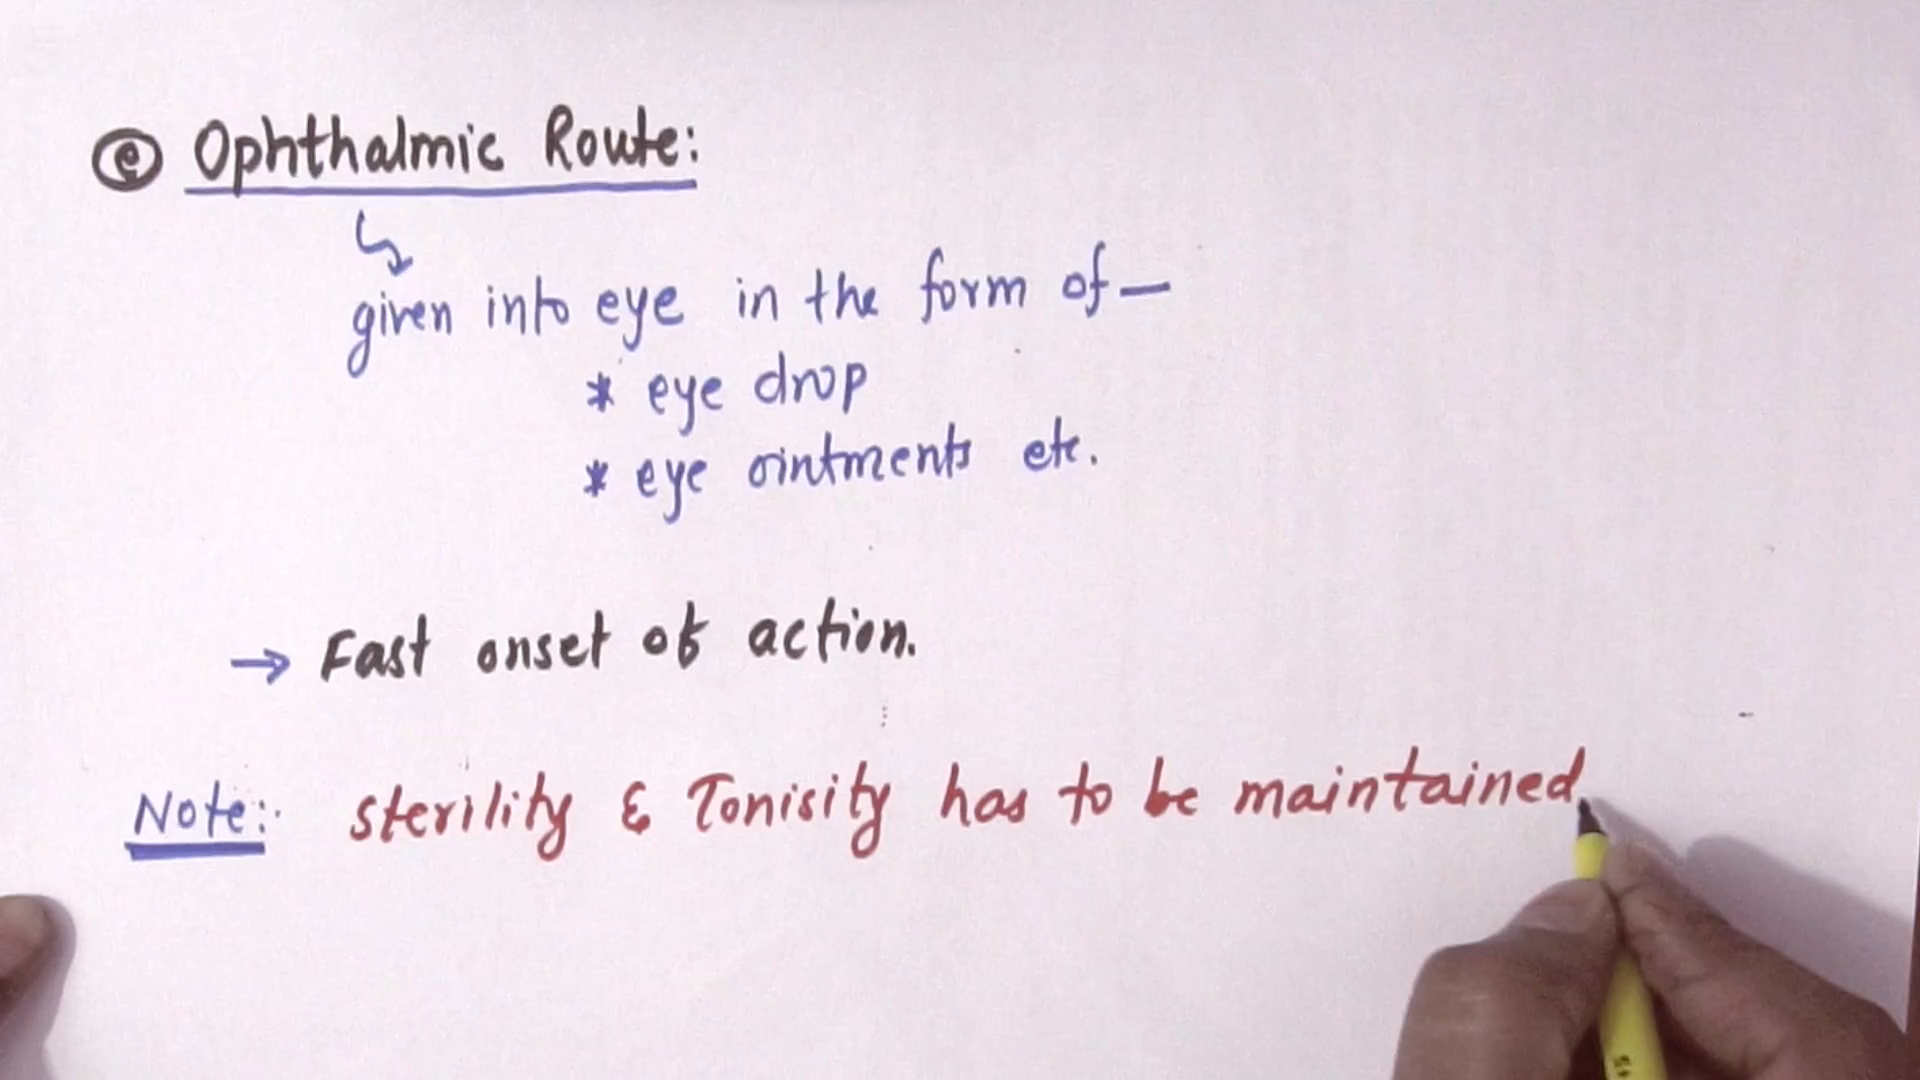 ⓔ Ophthalmic Route:
given into eye in the form of —
* eye drop
* eye ointments etc.
→ Fast onset of action.
Note:- sterility & Tonisity has to be maintained.